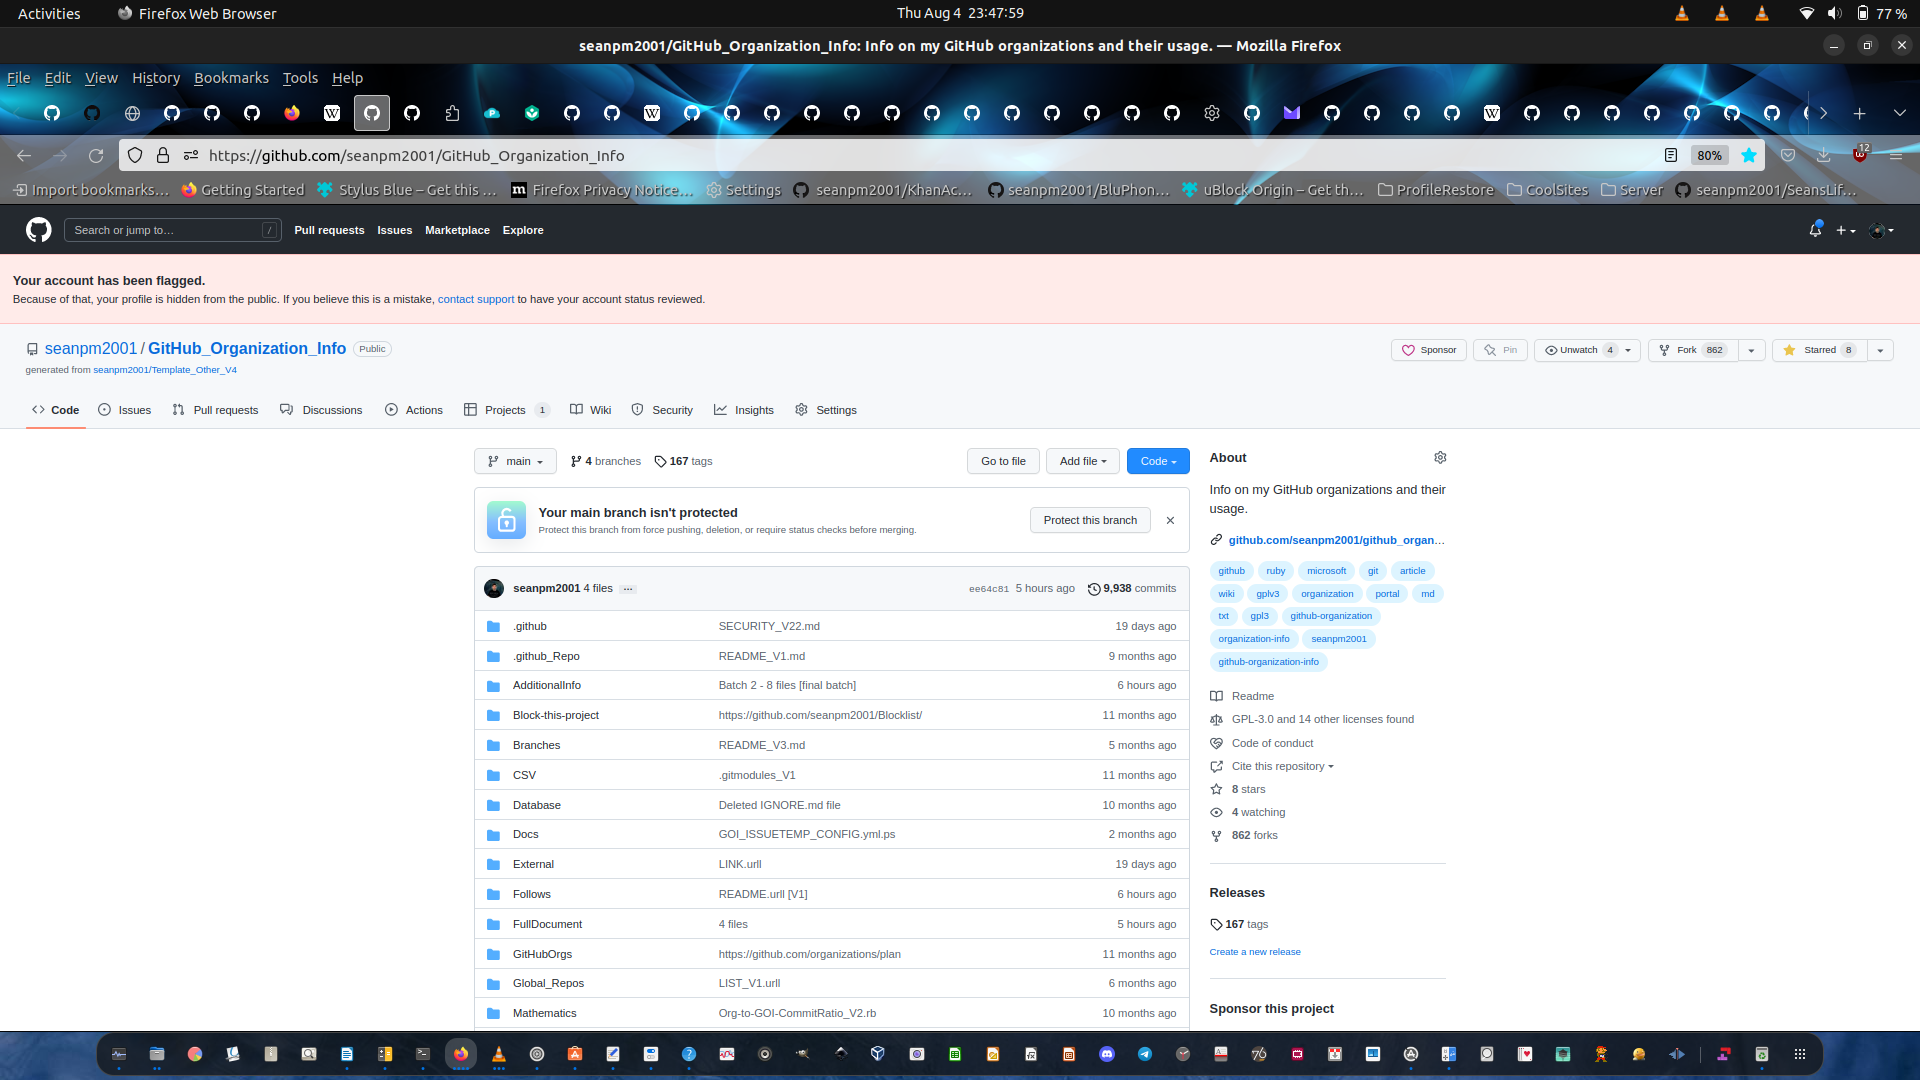 Activities Firefox Web Browser Thu Aug 4 23:47:59 77 %
seanpm2001/GitHub_Organization_Info: Info on my GitHub organizations and their usage. — Mozilla Firefox
File Edit View History Bookmarks Tools Help
https://github.com/seanpm2001/GitHub_Organization_Info 80% 12
Import bookmarks… Getting Started Stylus Blue – Get this … Firefox Privacy Notice… Settings seanpm2001/KhanAc… seanpm2001/BluPhon… uBlock Origin – Get th… ProfileRestore CoolSites Server seanpm2001/SeansLif…
Search or jump to… / Pull requests Issues Marketplace Explore
Your account has been flagged.
Because of that, your profile is hidden from the public. If you believe this is a mistake, contact support to have your account status reviewed.
seanpm2001 / GitHub_Organization_Info Public Sponsor Pin Unwatch 4 Fork 862 Starred 8
generated from seanpm2001/Template_Other_V4
Code Issues Pull requests Discussions Actions Projects 1 Wiki Security Insights Settings
main 4 branches 167 tags Go to file Add file Code
Your main branch isn't protected
Protect this branch from force pushing, deletion, or require status checks before merging.
Protect this branch
seanpm2001 4 files … ee64c81 5 hours ago 9,938 commits
.github SECURITY_V22.md 19 days ago
.github_Repo README_V1.md 9 months ago
AdditionalInfo Batch 2 - 8 files [final batch] 6 hours ago
Block-this-project https://github.com/seanpm2001/Blocklist/ 11 months ago
Branches README_V3.md 5 months ago
CSV .gitmodules_V1 11 months ago
Database Deleted IGNORE.md file 10 months ago
Docs GOI_ISSUETEMP_CONFIG.yml.ps 2 months ago
External LINK.urll 19 days ago
Follows README.urll [V1] 6 hours ago
FullDocument 4 files 5 hours ago
GitHubOrgs https://github.com/organizations/plan 11 months ago
Global_Repos LIST_V1.urll 6 months ago
Mathematics Org-to-GOI-CommitRatio_V2.rb 10 months ago
About
Info on my GitHub organizations and their
usage.
github.com/seanpm2001/github_organ…
github ruby microsoft git article
wiki gplv3 organization portal md
txt gpl3 github-organization
organization-info seanpm2001
github-organization-info
Readme
GPL-3.0 and 14 other licenses found
Code of conduct
Cite this repository
8 stars
4 watching
862 forks
Releases
167 tags
Create a new release
Sponsor this project